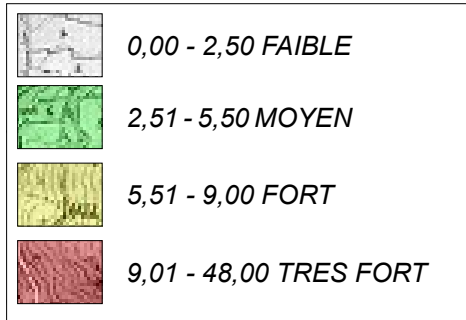 0,00 - 2,50 FAIBLE
2,51 - 5,50 MOYEN
5,51 - 9,00 FORT
9,01 - 48,00 TRES FORT